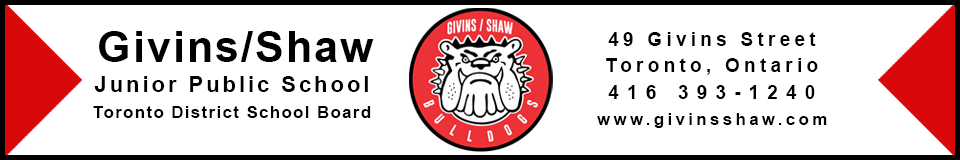 Givins/Shaw
Junior Public School
Toronto District School Board
GIVINS / SHAW
BULLDOGS
49 Givins Street
Toronto, Ontario
416 393-1240
www.givinsshaw.com